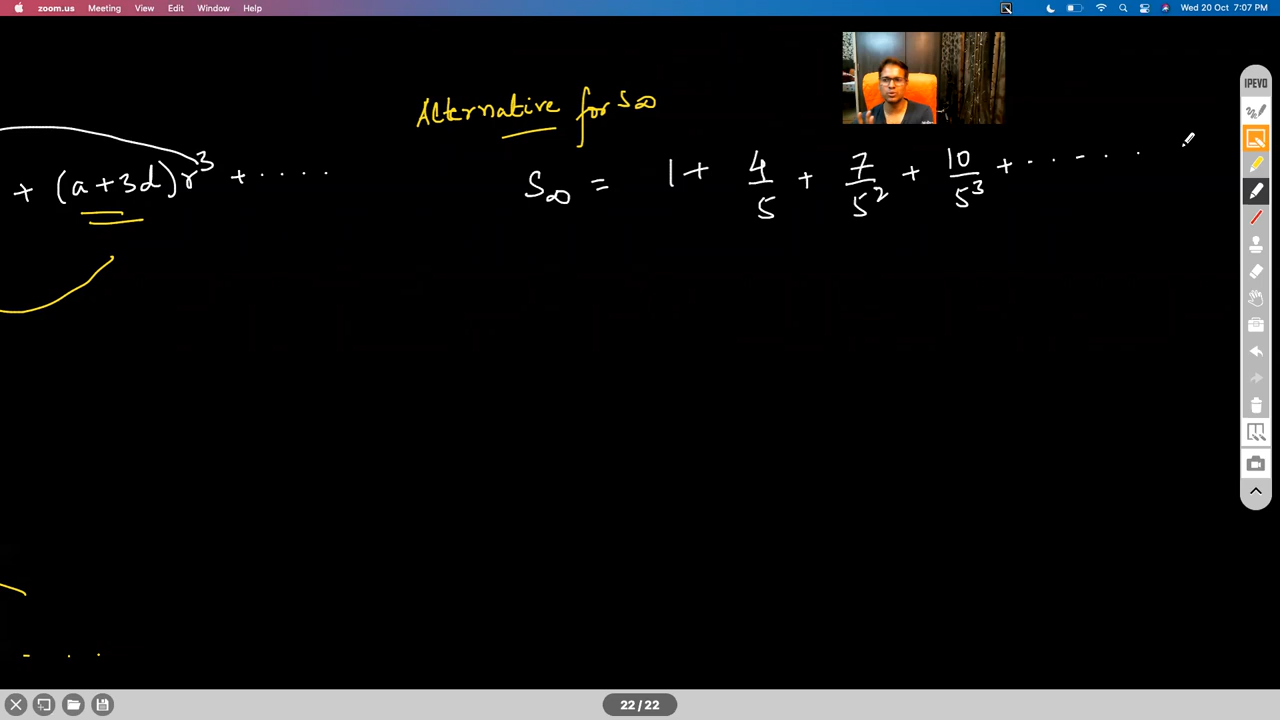 zoom.us Meeting View Edit Window Help Wed 20 Oct 7:07 PM
IPEVO
Alternative for S∞
+ (a+3d)r³ + ....
S∞ = 1 + 4/5 + 7/5² + 10/5³ + ......
- . .
22/22